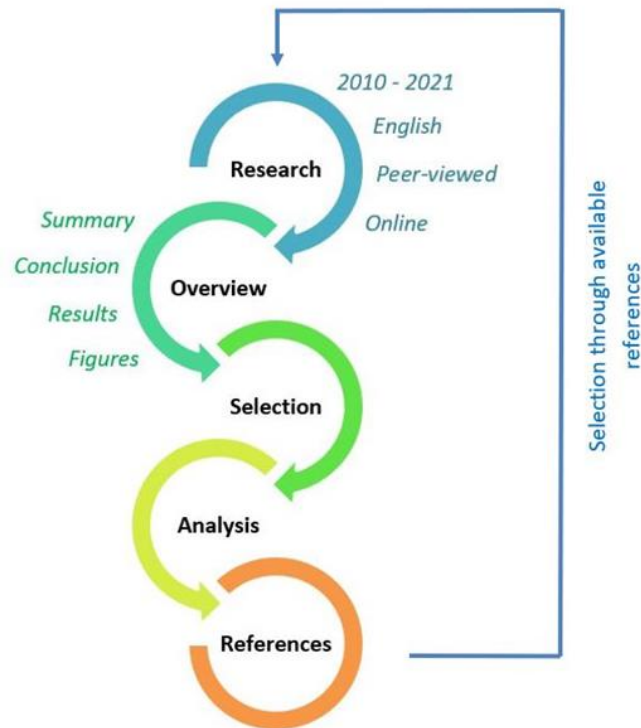 2010 - 2021
English
Research
Peer-viewed
Online
Summary
Conclusion
Overview
Results
Figures
Selection
Analysis
References
Selection through available
references